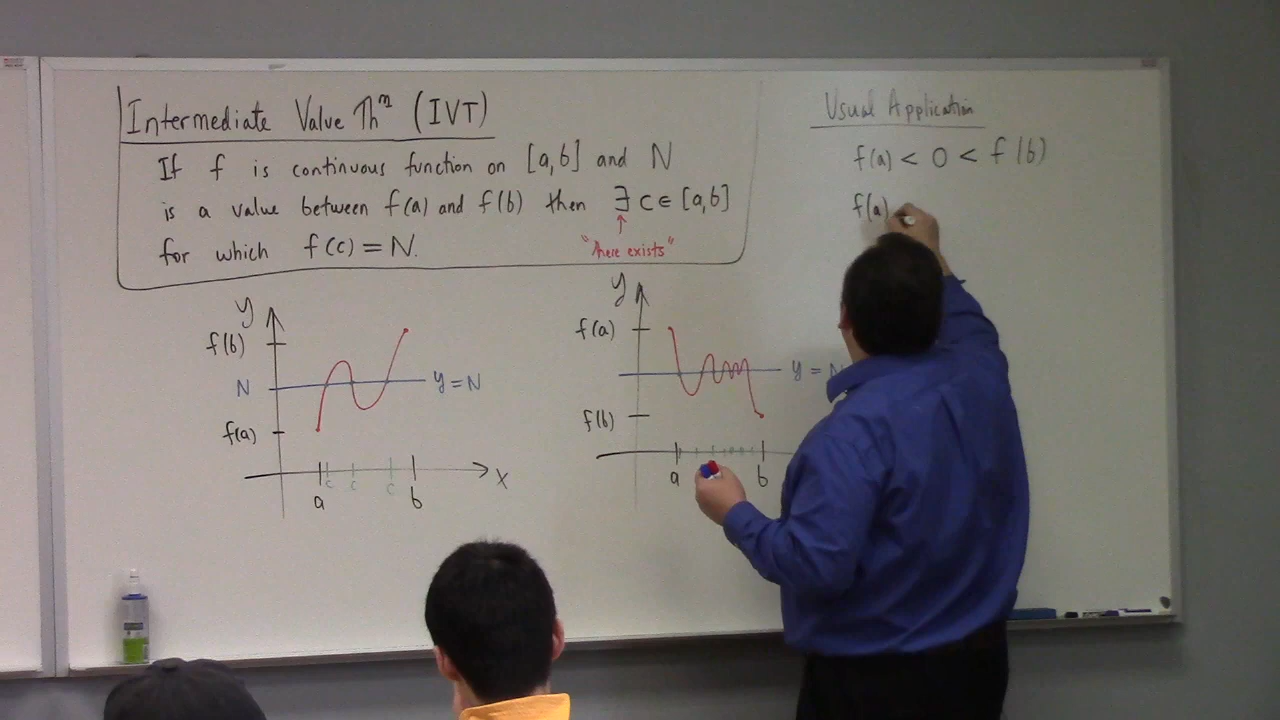 Intermediate Value Thᵐ (IVT)
If f is continuous function on [a,b] and N
is a value between f(a) and f(b) then ∃ c ∈ [a,b]
for which f(c) = N.
"there exists"
Usual Application
f(a) < 0 < f(b)
f(a)
y
f(b)
N
y = N
f(a)
c c c
x
a
b
y
f(a)
y = N
f(b)
a
b